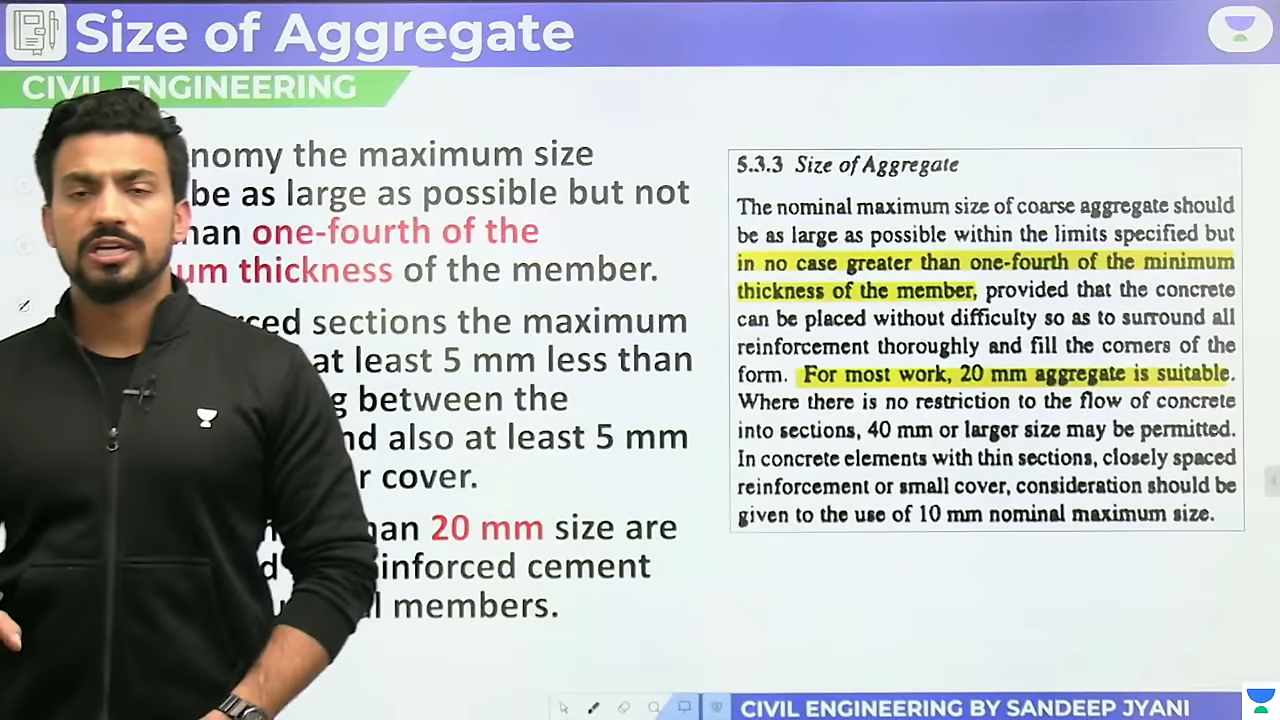 Size of Aggregate
CIVIL ENGINEERING
the maximum size
be as large as possible but not
one-fourth of the
thickness of the member.
sections the maximum
at least 5 mm less than
between the
also at least 5 mm
cover.
20 mm size are
cement
members.
5.3.3 Size of Aggregate
The nominal maximum size of coarse aggregate should
be as large as possible within the limits specified but
in no case greater than one-fourth of the minimum
thickness of the member, provided that the concrete
can be placed without difficulty so as to surround all
reinforcement thoroughly and fill the corners of the
form. For most work, 20 mm aggregate is suitable.
Where there is no restriction to the flow of concrete
into sections, 40 mm or larger size may be permitted.
In concrete elements with thin sections, closely spaced
reinforcement or small cover, consideration should be
given to the use of 10 mm nominal maximum size.
CIVIL ENGINEERING BY SANDEEP JYANI